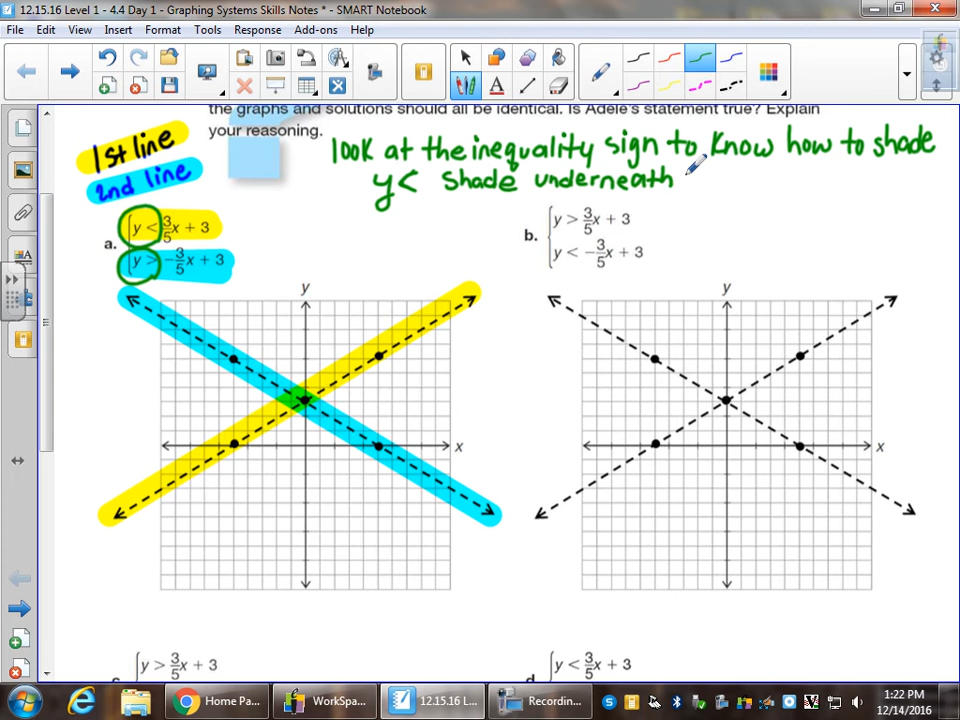 12.15.16 Level 1 - 4.4 Day 1 - Graphing Systems Skills Notes * - SMART Notebook
File Edit View Insert Format Tools Response Add-ons Help
the graphs and solutions should all be identical. Is Adele's statement true? Explain
your reasoning.
1st line
2nd line
look at the inequality sign to know how to shade
y< shade underneath
a. y < 3/5x + 3
y > -3/5x + 3
b. y > 3/5x + 3
y < -3/5x + 3
y
x
y
x
y > 3/5x + 3
d y < 3/5x + 3
Home Pa...
WorkSpa...
12.15.16 L...
Recordin...
1:22 PM
12/14/2016